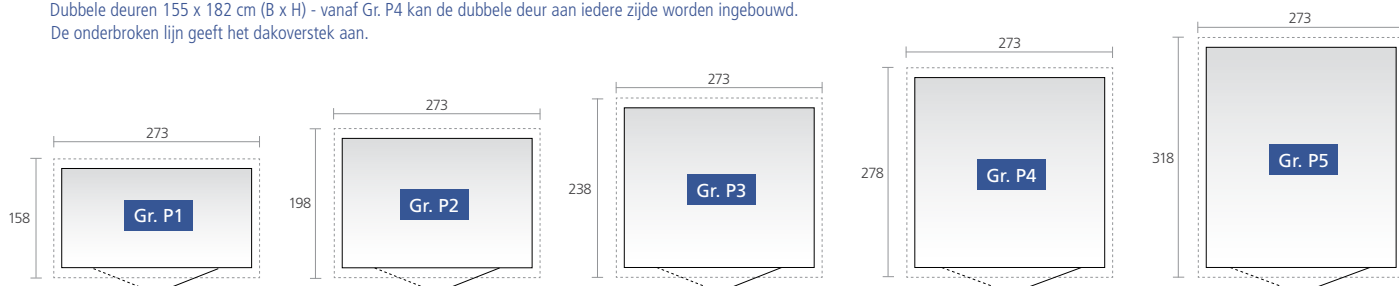 Dubbele deuren 155 x 182 cm (B x H) - vanaf Gr. P4 kan de dubbele deur aan iedere zijde worden ingebouwd.
De onderbroken lijn geeft het dakoverstek aan.
273
158
Gr. P1
273
198
Gr. P2
273
238
Gr. P3
273
278
Gr. P4
273
318
Gr. P5